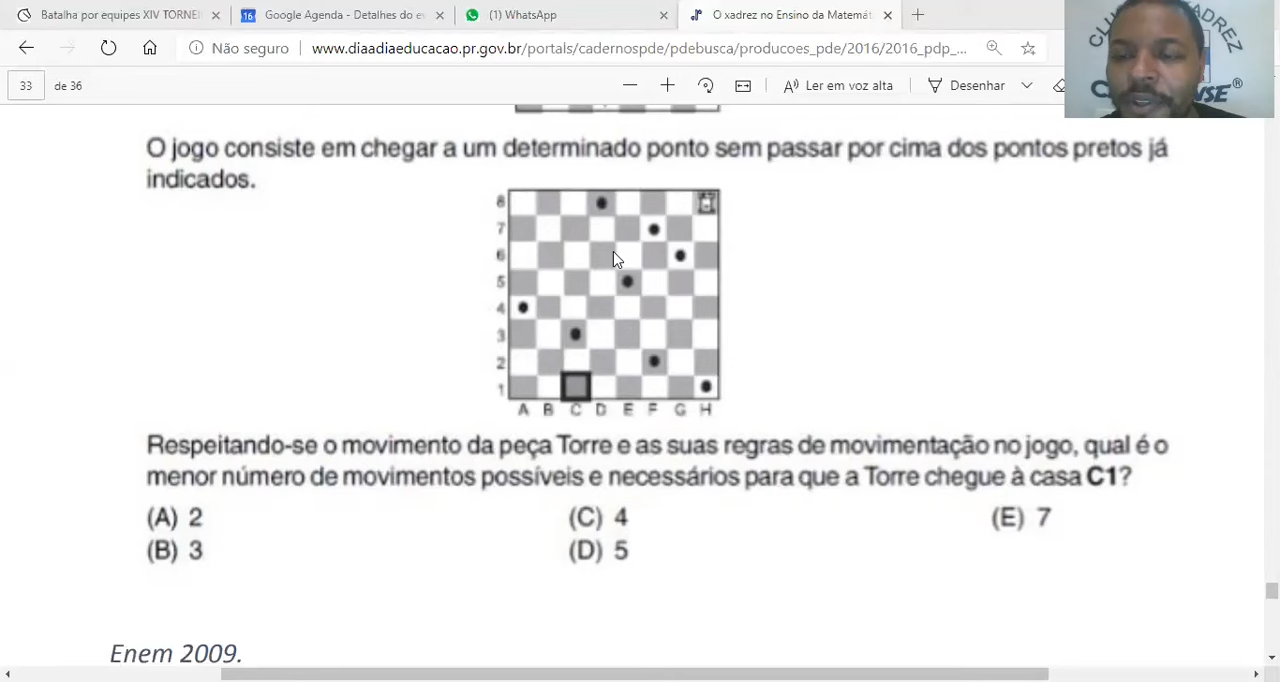 Batalha por equipes XIV TORNEI
16 Google Agenda - Detalhes do e
(1) WhatsApp
O xadrez no Ensino da Matemát
Não seguro
www.diaadiaeducacao.pr.gov.br/portals/cadernospde/pdebusca/producoes_pde/2016/2016_pdp_...
33 de 36
Ler em voz alta
Desenhar
O jogo consiste em chegar a um determinado ponto sem passar por cima dos pontos pretos já
indicados.
8
7
6
5
4
3
2
1
A B C D E F G H
Respeitando-se o movimento da peça Torre e as suas regras de movimentação no jogo, qual é o
menor número de movimentos possíveis e necessários para que a Torre chegue à casa C1?
(A) 2 (C) 4 (E) 7
(B) 3 (D) 5
Enem 2009.